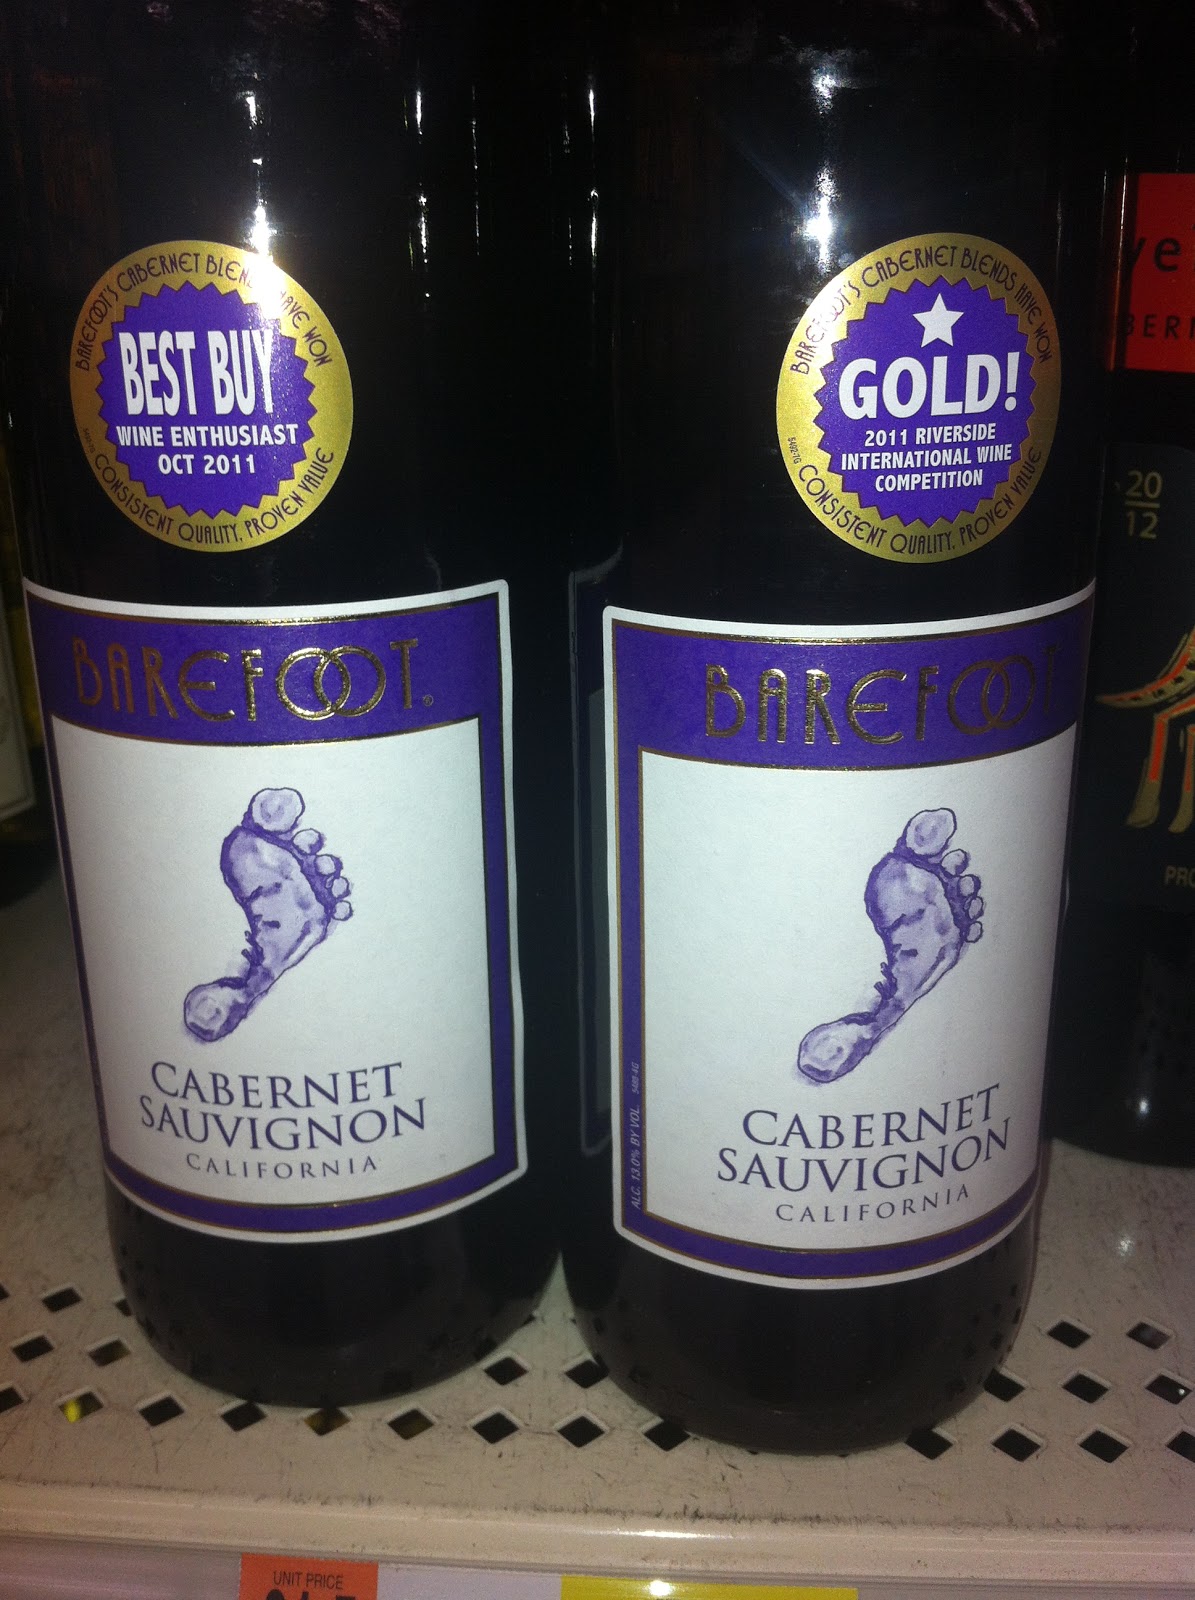 BAREFOOT'S CABERNET BLENDS HAVE WON
BEST BUY
WINE ENTHUSIAST
OCT 2011
CONSISTENT QUALITY, PROVEN VALUE
BAREFOOT®
CABERNET
SAUVIGNON
CALIFORNIA
BAREFOOT'S CABERNET BLENDS HAVE WON
GOLD!
2011 RIVERSIDE
INTERNATIONAL WINE
COMPETITION
CONSISTENT QUALITY, PROVEN VALUE
BAREFOOT
ALC. 13.0% BY VOL.
CABERNET
SAUVIGNON
CALIFORNIA
20
12
UNIT PRICE